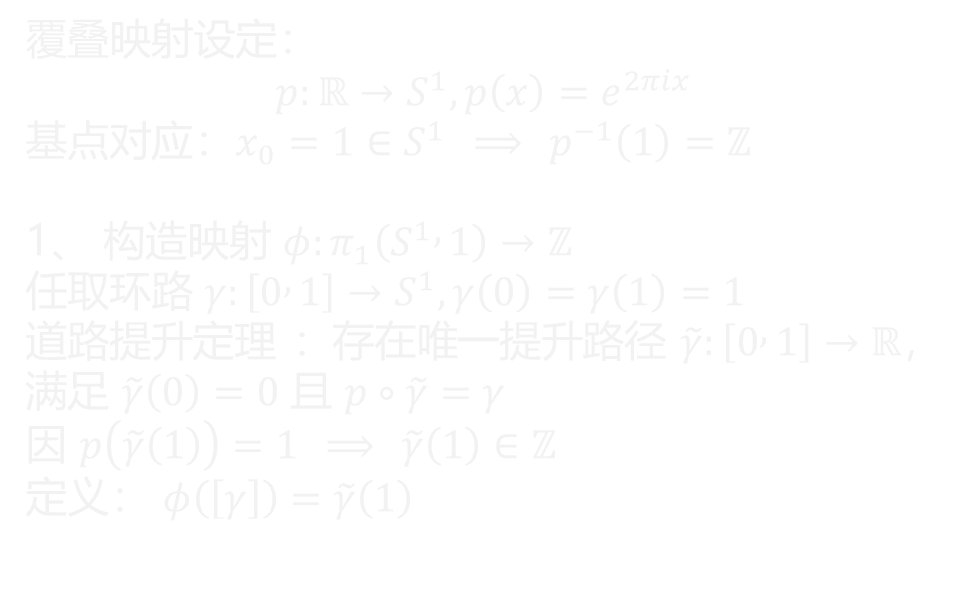 覆叠映射设定：
p: ℝ → S¹, p(x) = e^{2πix}
基点对应：x₀ = 1 ∈ S¹ ⟹ p⁻¹(1) = ℤ
1、 构造映射 ϕ: π₁(S¹, 1) → ℤ
任取环路 γ: [0, 1] → S¹, γ(0) = γ(1) = 1
道路提升定理 ：存在唯一提升路径 γ̃: [0, 1] → ℝ,
满足 γ̃(0) = 0 且 p ∘ γ̃ = γ
因 p(γ̃(1)) = 1 ⟹ γ̃(1) ∈ ℤ
定义： ϕ([γ]) = γ̃(1)